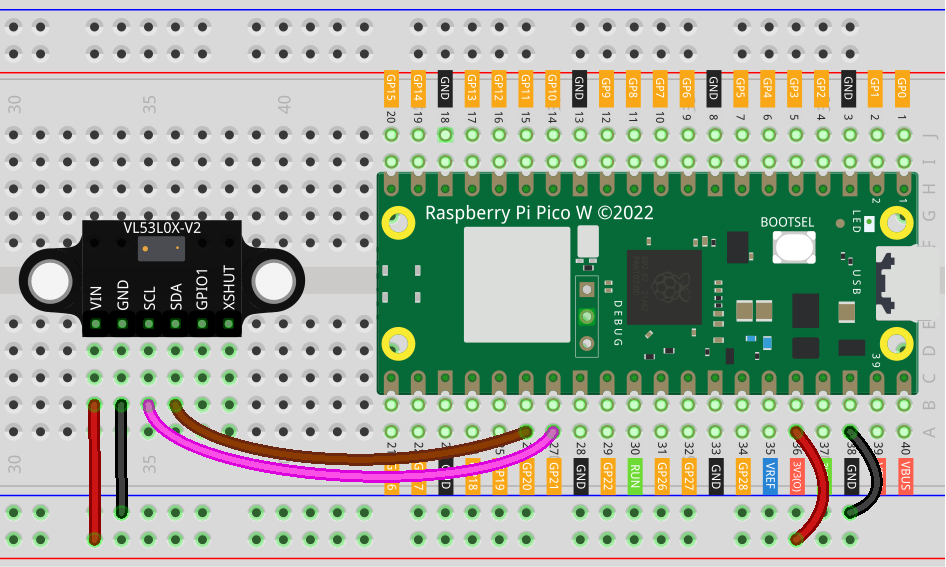 GP15 GP14 GND GP13 GP12 GP11 GP10 GND GP9 GP8 GP7 GP6 GND GP5 GP4 GP3 GP2 GND GP1 GP0
30 35 40
20 19 18 17 16 15 14 13 12 11 10 9 8 7 6 5 4 3 2 1
J
I
H
G
F
2 1
Raspberry Pi Pico W ©2022
BOOTSEL
LED
USB
DEBUG
39
VL53L0X-V2
VIN GND SCL SDA GPIO1 XSHUT
E
D
C
B
A
30 35
27 28 29 30 31 32 33 34 35 36 38 39 40
GP19 GP20 GP21 GND GP22 RUN GP26 GP27 GND GP28 VREF 3V3(O) GND VBUS